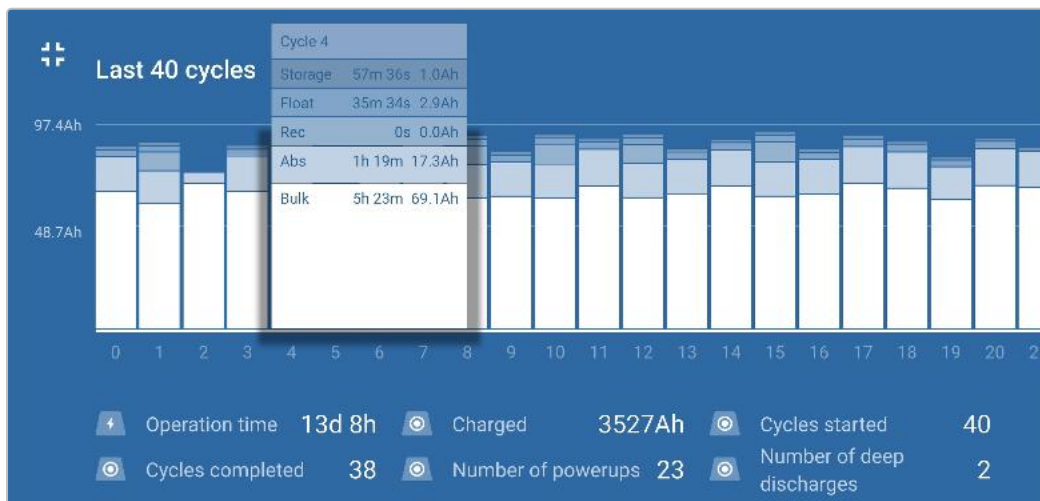 Cycle 4
Last 40 cycles
Storage 57m 36s 1.0Ah
Float 35m 34s 2.9Ah
97.4Ah
Rec 0s 0.0Ah
Abs 1h 19m 17.3Ah
Bulk 5h 23m 69.1Ah
48.7Ah
0 1 2 3 4 5 6 7 8 9 10 11 12 13 14 15 16 17 18 19 20
Operation time 13d 8h Charged 3527Ah Cycles started 40
Cycles completed 38 Number of powerups 23 Number of deep discharges 2